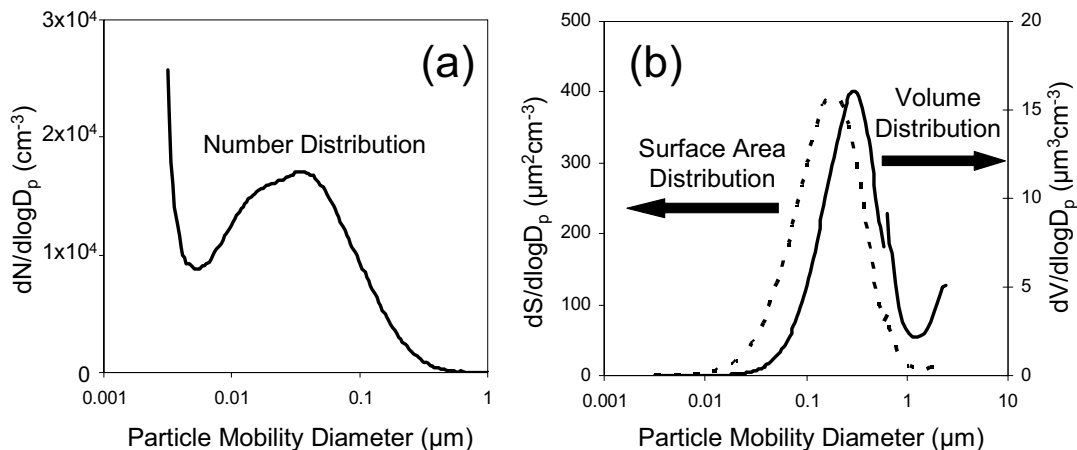 (a)
Number Distribution
dN/dlogDₚ (cm⁻³)
3x10⁴
2x10⁴
1x10⁴
0
0.001
0.01
0.1
1
Particle Mobility Diameter (µm)
(b)
Surface Area
Distribution
Volume
Distribution
dS/dlogDₚ (µm²cm⁻³)
500
400
300
200
100
0
dV/dlogDₚ (µm³cm⁻³)
20
15
10
5
0
0.001
0.01
0.1
1
10
Particle Mobility Diameter (µm)